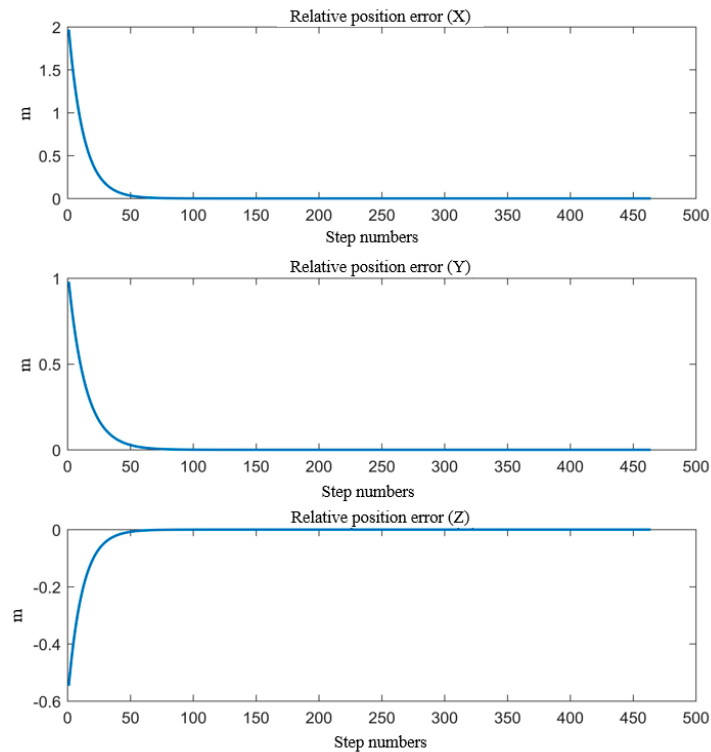 Relative position error (X)
2
1.5
1
0.5
0
m
0 50 100 150 200 250 300 350 400 450 500
Step numbers
Relative position error (Y)
1
0.5
0
m
0 50 100 150 200 250 300 350 400 450 500
Step numbers
Relative position error (Z)
0
-0.2
-0.4
-0.6
m
0 50 100 150 200 250 300 350 400 450 500
Step numbers